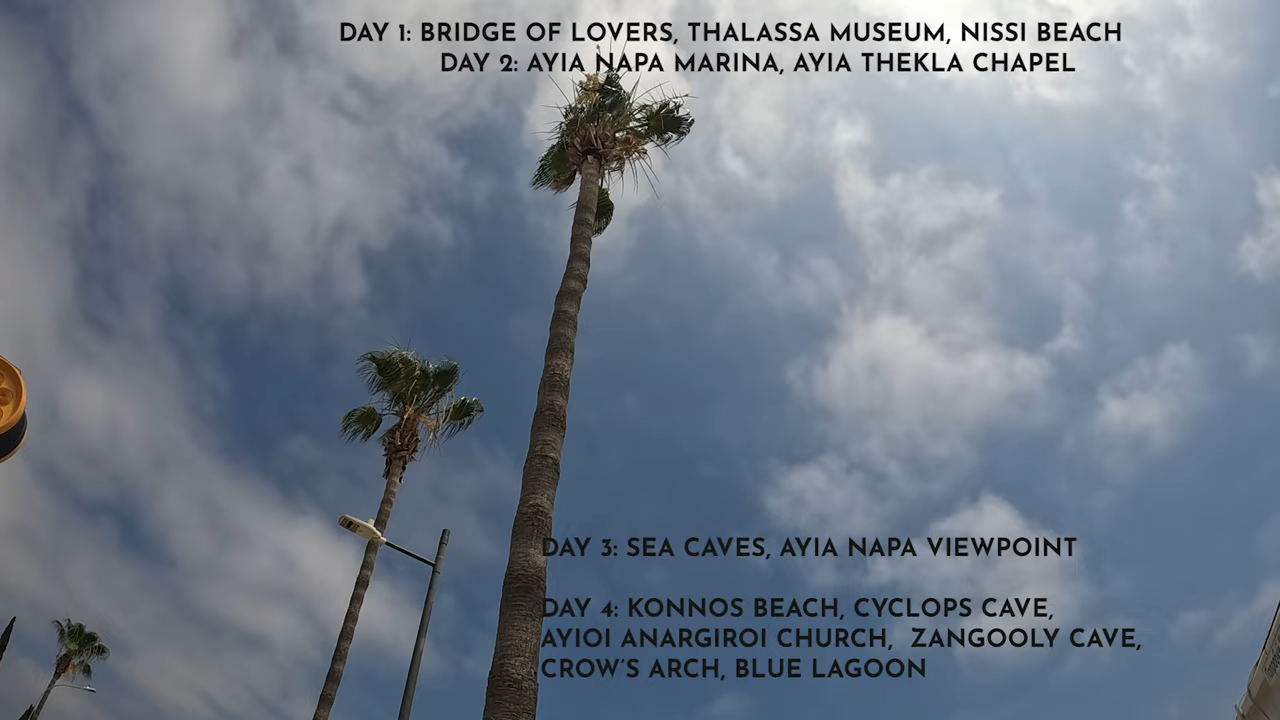 DAY 1: BRIDGE OF LOVERS, THALASSA MUSEUM, NISSI BEACH
DAY 2: AYIA NAPA MARINA, AYIA THEKLA CHAPEL
DAY 3: SEA CAVES, AYIA NAPA VIEWPOINT
DAY 4: KONNOS BEACH, CYCLOPS CAVE,
AYIOI ANARGIROI CHURCH, ZANGOOLY CAVE,
CROW'S ARCH, BLUE LAGOON